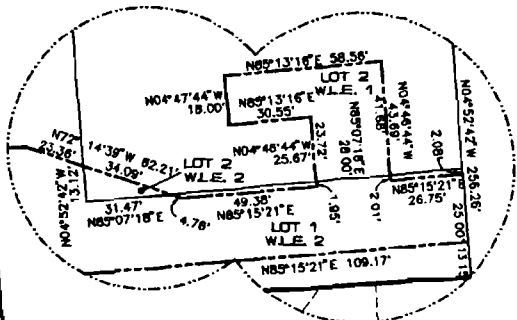 N85°13'16"E 58.56'
LOT 2
W.L.E. 1
N04°47'44"W
18.00'
N85°13'16"E
30.55'
N04°46'44"W
25.67'
23.72'
N85°07'18"E
28.00'
43.69'
N04°46'44"W
2.08'
N04°52'42"W 256.26'
N72°14'39"W 62.21'
23.36'
34.09'
LOT 2
W.L.E. 2
N04°52'42"W
13.12'
31.47'
N85°07'18"E
4.76'
49.38'
N85°15'21"E
1.95'
2.01'
N85°15'21"E
26.75'
25.00'
LOT 1
W.L.E. 2
N85°15'21"E 109.17'